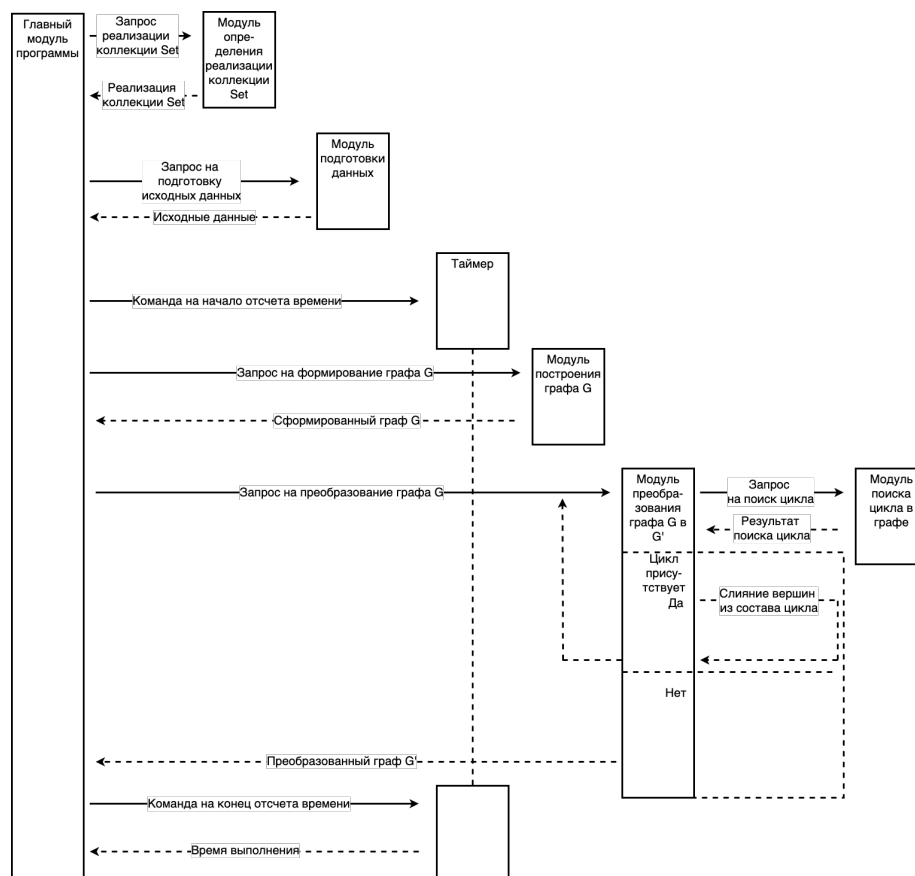 Главный
модуль
программы
Запрос
реализации
коллекции Set
Модуль
опре-
деления
реализации
коллекции
Set
Реализация
коллекции Set
Модуль
подготовки
данных
Запрос на
подготовку
исходных данных
Исходные данные
Таймер
Команда на начало отсчета времени
Модуль
построения
графа G
Запрос на формирование графа G
Сформированный граф G
Запрос на преобразование графа G
Модуль
преобра-
зования
графа G в
G'
Запрос
на поиск цикла
Модуль
поиска
цикла в
графе
Результат
поиска цикла
Цикл
прису-
тствует
Да
Слияние вершин
из состава цикла
Нет
Преобразованный граф G'
Команда на конец отсчета времени
Время выполнения